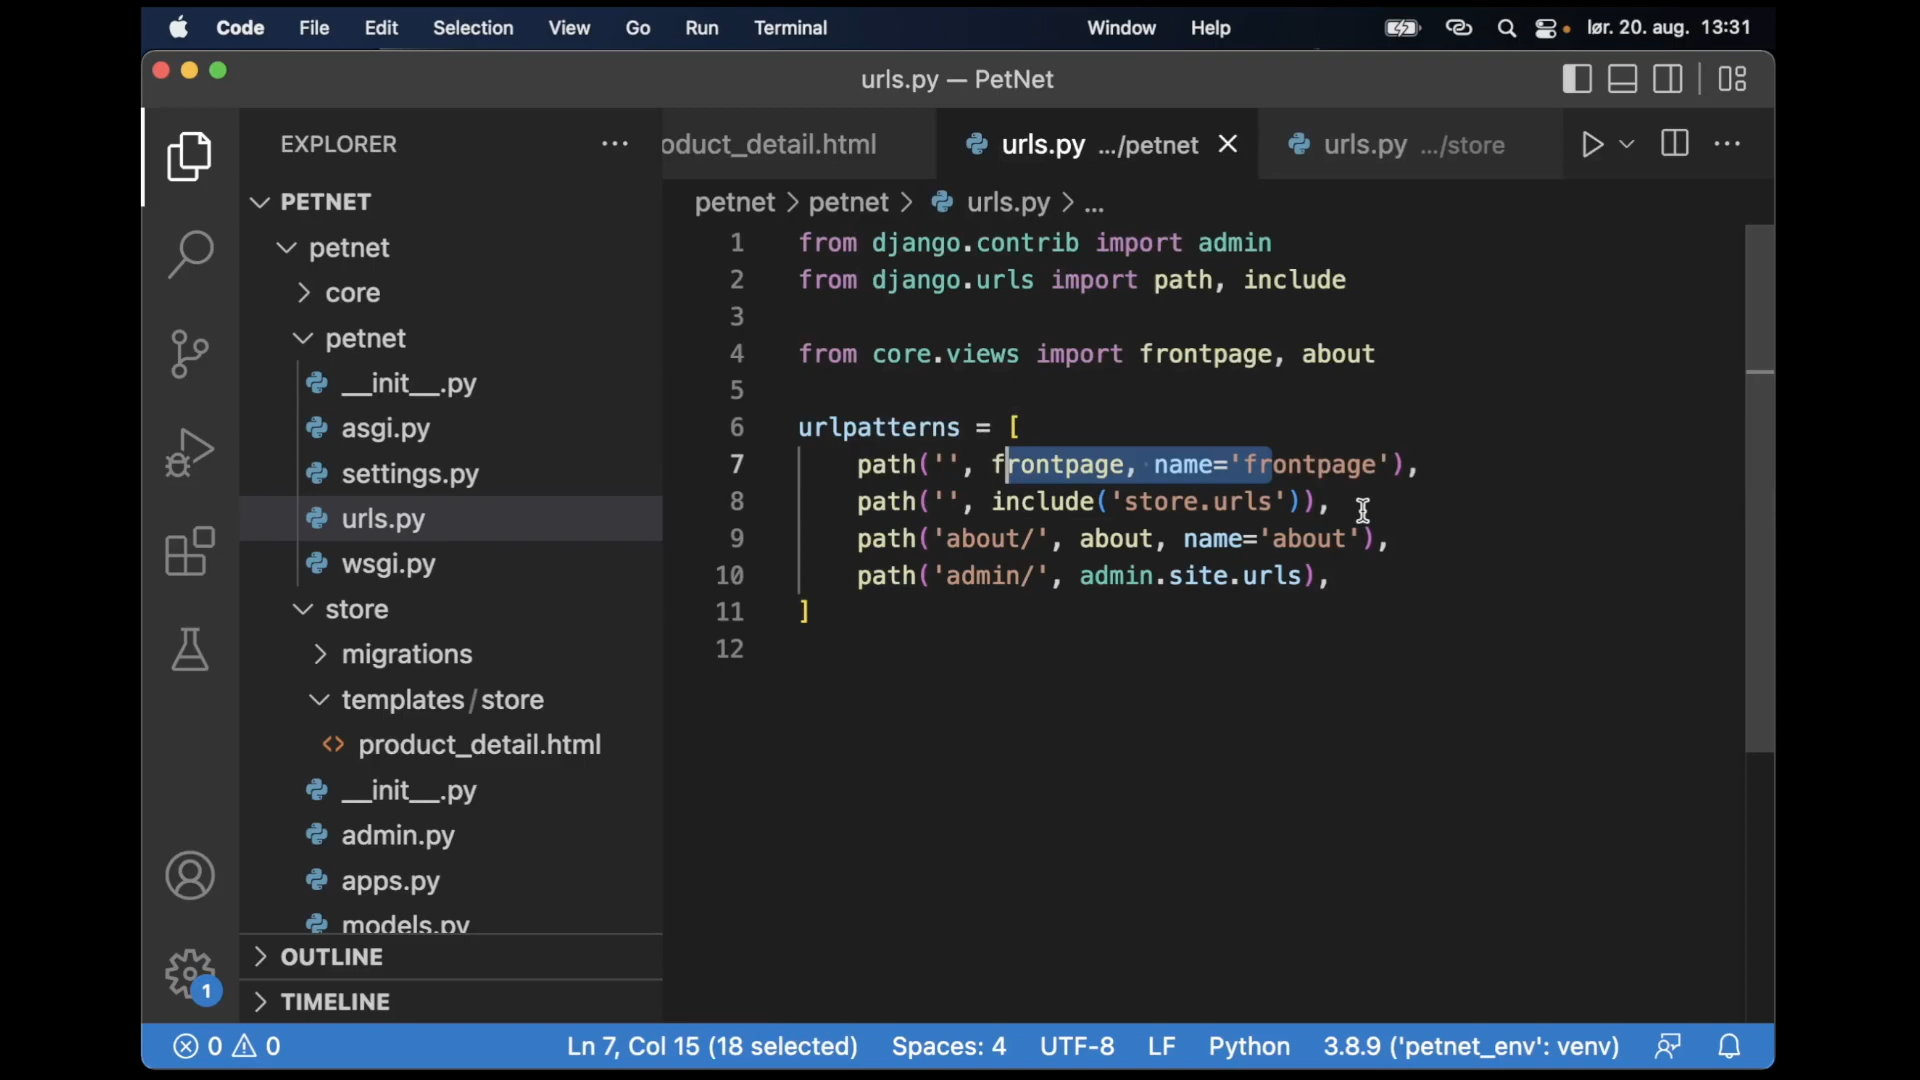 Code File Edit Selection View Go Run Terminal Window Help lør. 20. aug. 13:31
urls.py — PetNet
EXPLORER
oduct_detail.html urls.py .../petnet urls.py .../store
petnet > petnet > urls.py > ...
PETNET
petnet
core
petnet
__init__.py
asgi.py
settings.py
urls.py
wsgi.py
store
migrations
templates/store
product_detail.html
__init__.py
admin.py
apps.py
models.py
OUTLINE
TIMELINE
1
1 from django.contrib import admin
2 from django.urls import path, include
3
4 from core.views import frontpage, about
5
6 urlpatterns = [
7 path('', frontpage, name='frontpage'),
8 path('', include('store.urls')),
9 path('about/', about, name='about'),
10 path('admin/', admin.site.urls),
11 ]
12
0 0 Ln 7, Col 15 (18 selected) Spaces: 4 UTF-8 LF Python 3.8.9 ('petnet_env': venv)